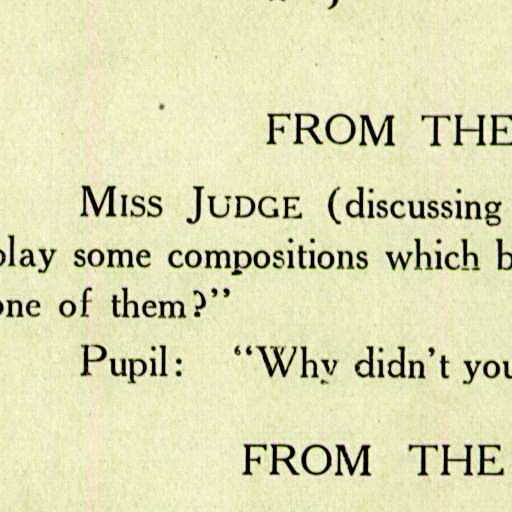 FROM THE
MISS JUDGE (discussing
play some compositions which b
one of them?”
Pupil: “Why didn't you
FROM THE